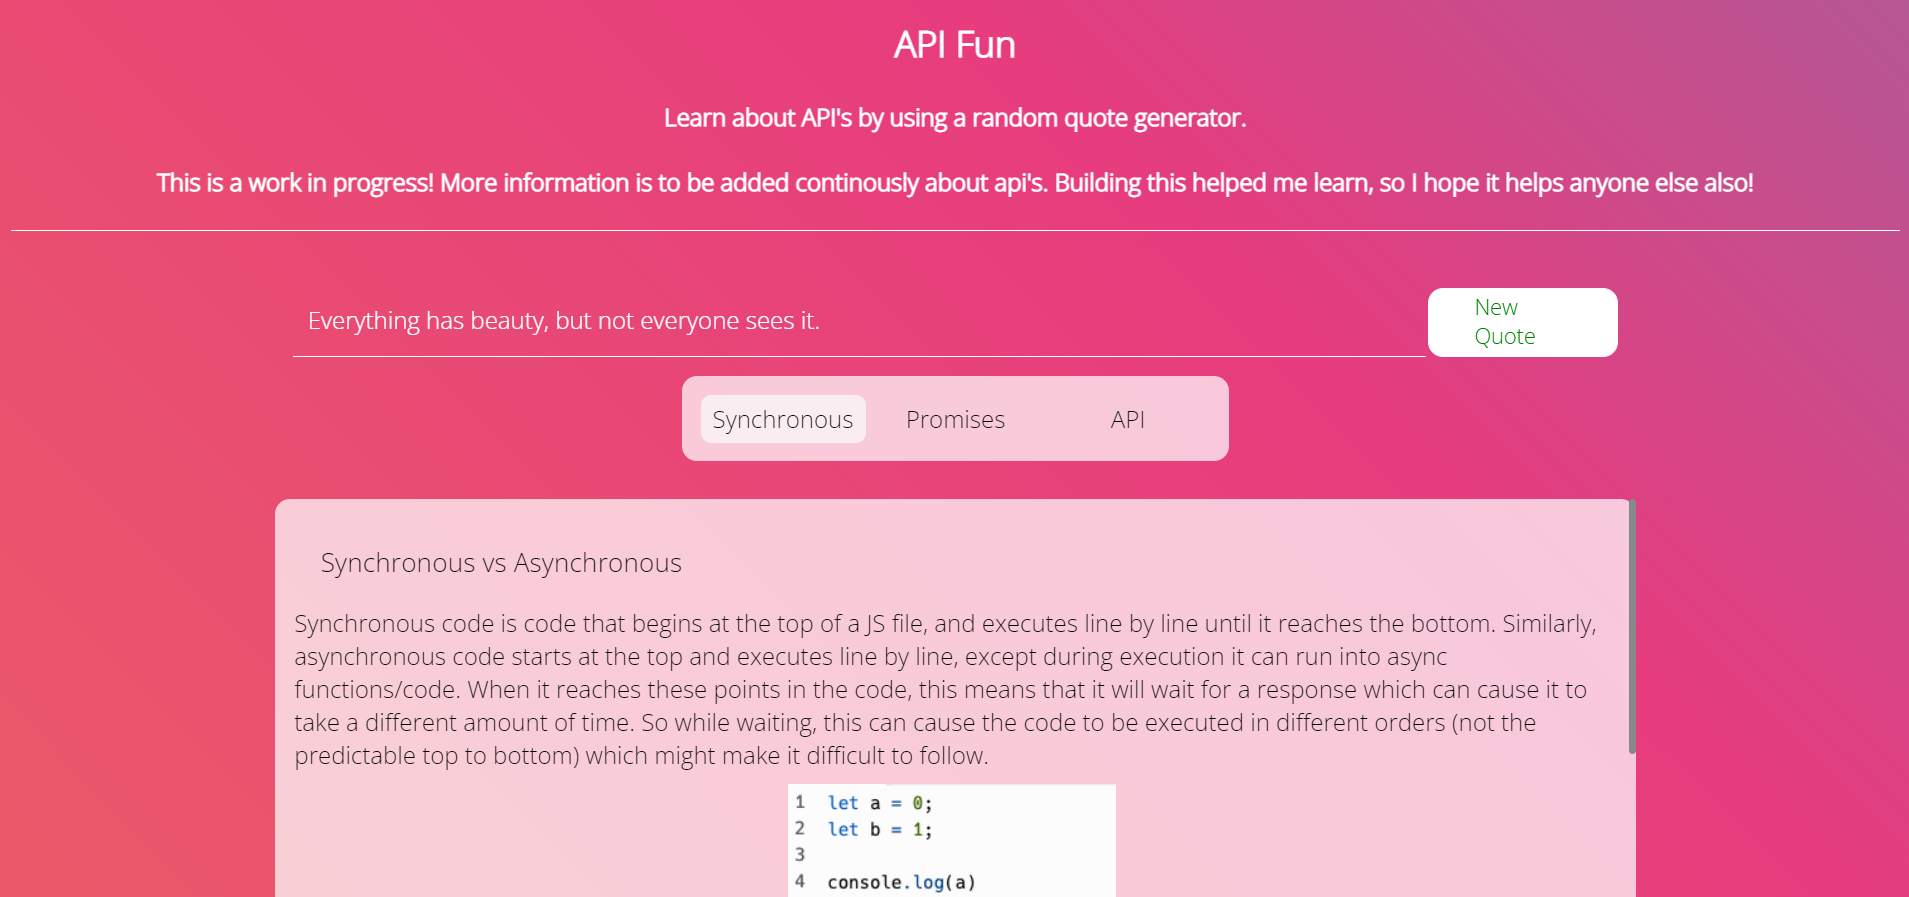 API Fun
Learn about API's by using a random quote generator.
This is a work in progress! More information is to be added continously about api's. Building this helped me learn, so I hope it helps anyone else also!
Everything has beauty, but not everyone sees it.
New
Quote
Synchronous Promises API
Synchronous vs Asynchronous
Synchronous code is code that begins at the top of a JS file, and executes line by line until it reaches the bottom. Similarly,
asynchronous code starts at the top and executes line by line, except during execution it can run into async
functions/code. When it reaches these points in the code, this means that it will wait for a response which can cause it to
take a different amount of time. So while waiting, this can cause the code to be executed in different orders (not the
predictable top to bottom) which might make it difficult to follow.
1 let a = 0;
2 let b = 1;
3
4 console.log(a)